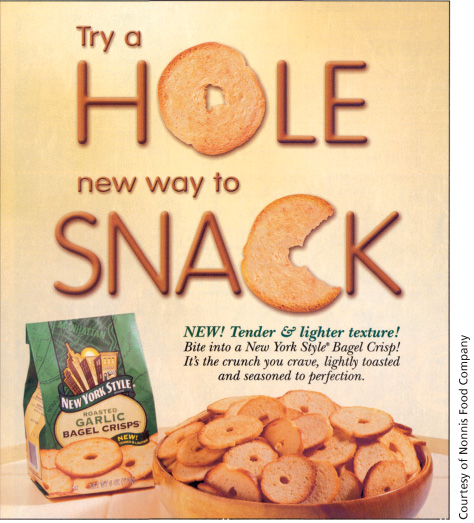 Try a
HOLE
new way to
SNACK
NEW! Tender & lighter texture!
Bite into a New York Style® Bagel Crisp!
It's the crunch you crave, lightly toasted
and seasoned to perfection.
MANHATTAN
NEW YORK STYLE
ROASTED
GARLIC
BAGEL CRISPS
NEW!
Courtesy of Nonnis Food Company